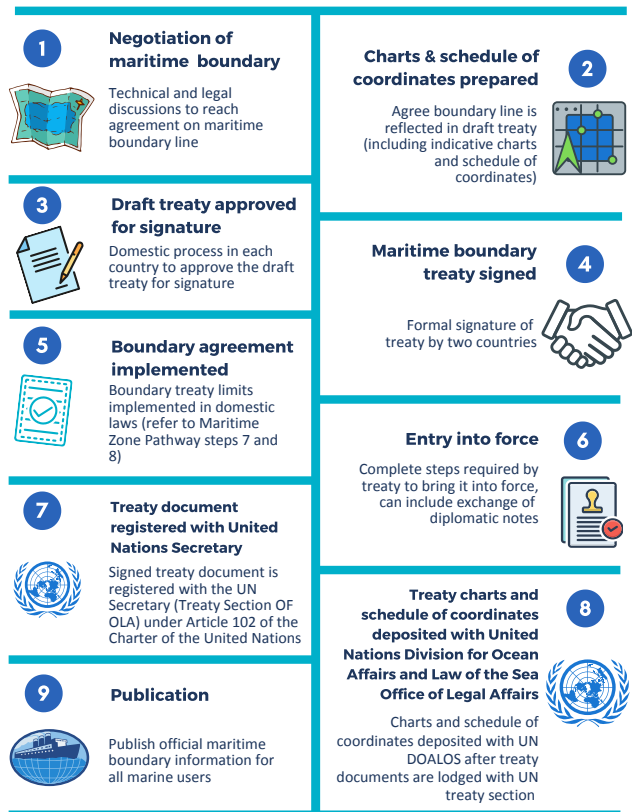 1
Negotiation of
maritime boundary
Technical and legal
discussions to reach
agreement on maritime
boundary line
2
Charts & schedule of
coordinates prepared
Agree boundary line is
reflected in draft treaty
(including indicative charts
and schedule of
coordinates)
3
Draft treaty approved
for signature
Domestic process in each
country to approve the draft
treaty for signature
4
Maritime boundary
treaty signed
Formal signature of
treaty by two countries
5
Boundary agreement
implemented
Boundary treaty limits
implemented in domestic
laws (refer to Maritime
Zone Pathway steps 7 and
8)
6
Entry into force
Complete steps required by
treaty to bring it into force,
can include exchange of
diplomatic notes
7
Treaty document
registered with United
Nations Secretary
Signed treaty document is
registered with the UN
Secretary (Treaty Section OF
OLA) under Article 102 of the
Charter of the United Nations
8
Treaty charts and
schedule of coordinates
deposited with United
Nations Division for Ocean
Affairs and Law of the Sea
Office of Legal Affairs
Charts and schedule of
coordinates deposited with UN
DOALOS after treaty
documents are lodged with UN
treaty section
9
Publication
Publish official maritime
boundary information for
all marine users